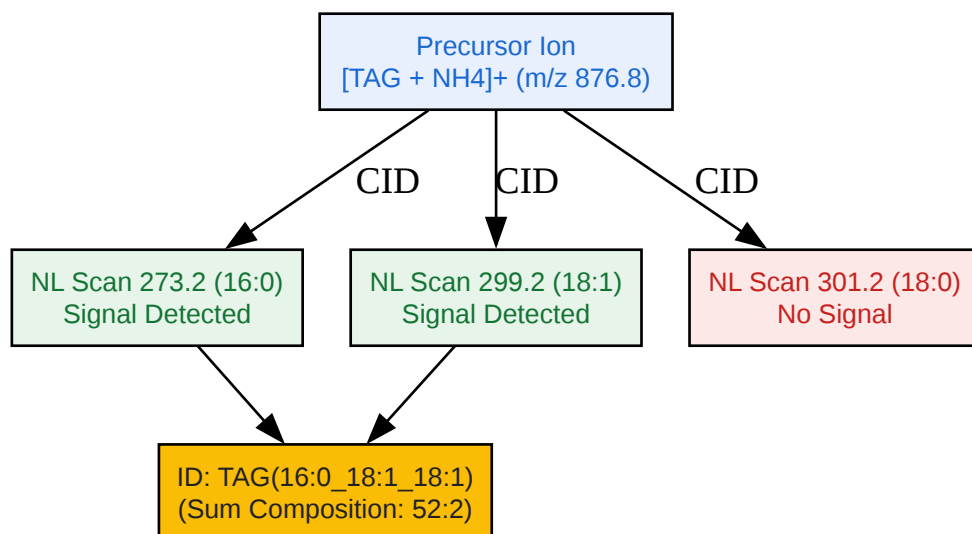 Precursor Ion
[TAG + NH4]+ (m/z 876.8)
CID
CID
CID
NL Scan 273.2 (16:0)
Signal Detected
NL Scan 299.2 (18:1)
Signal Detected
NL Scan 301.2 (18:0)
No Signal
ID: TAG(16:0_18:1_18:1)
(Sum Composition: 52:2)